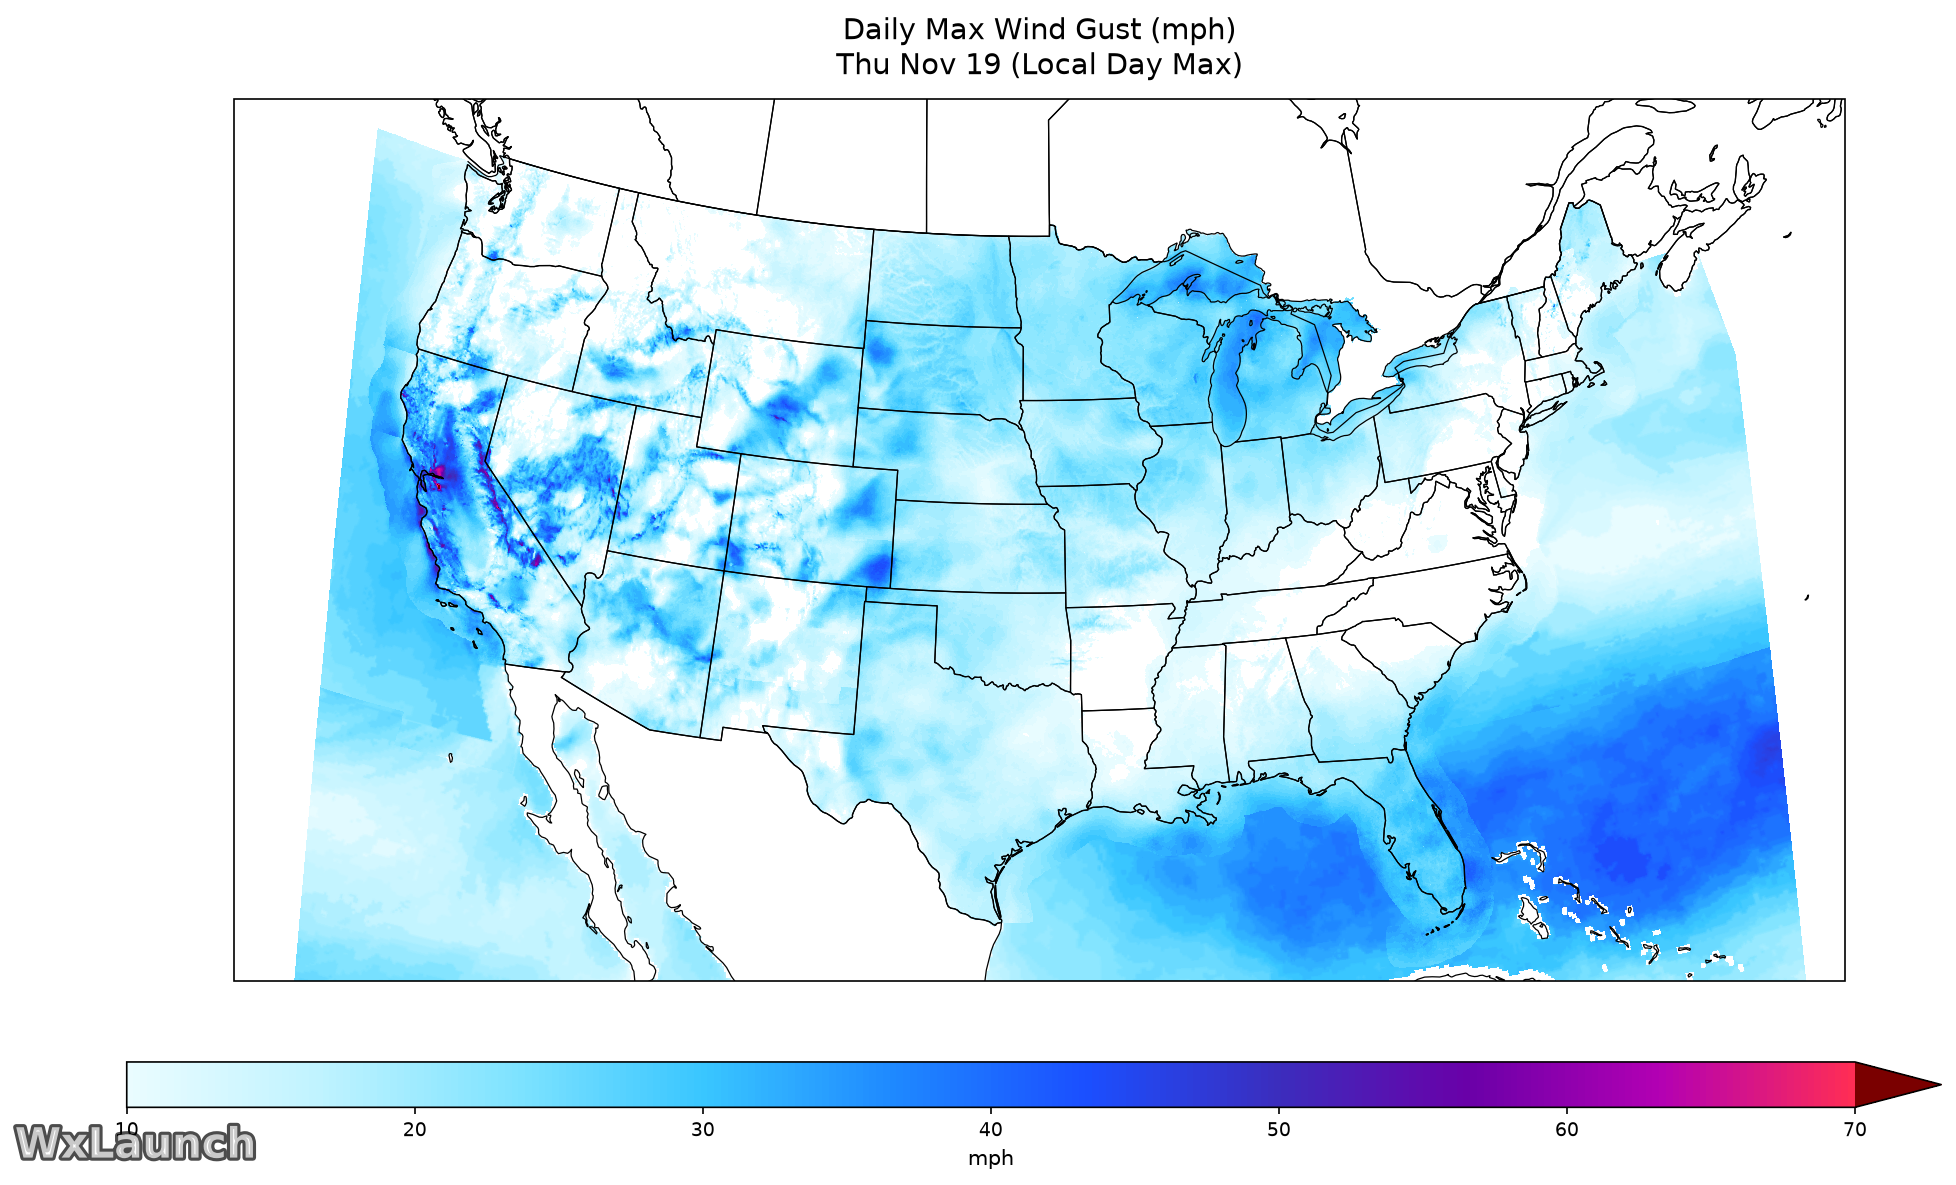 Daily Max Wind Gust (mph)
Thu Nov 19 (Local Day Max)
10 20 30 40 50 60 70
mph
WxLaunch